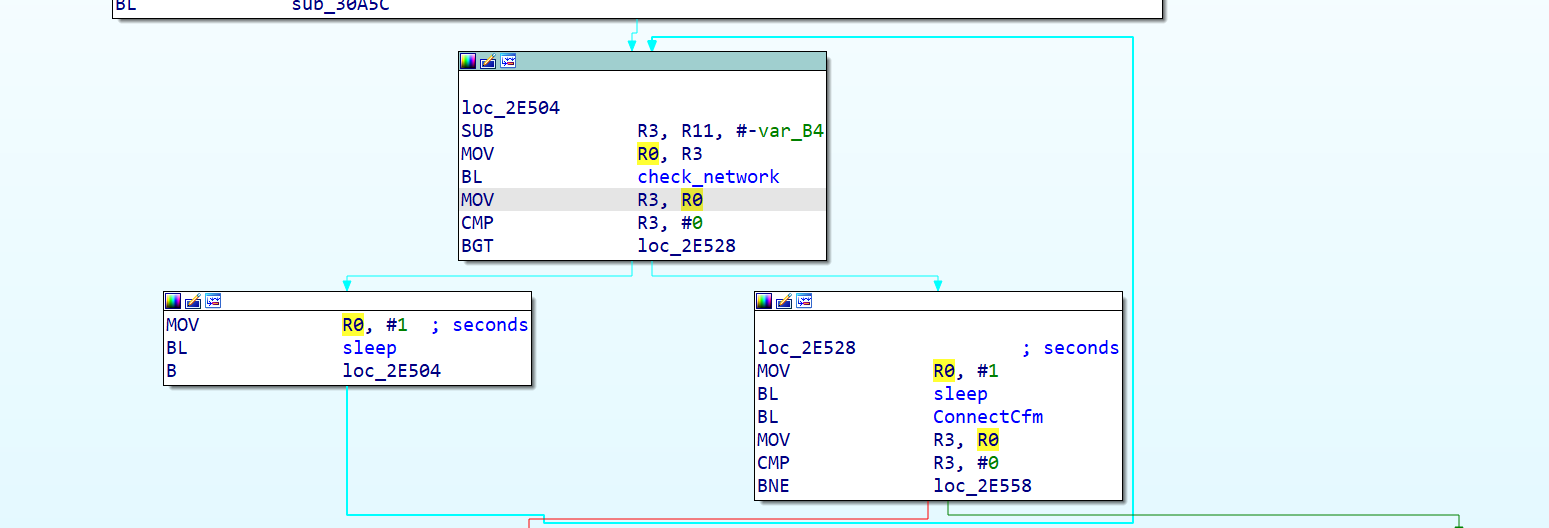 BL sub_30A5C
loc_2E504
SUB R3, R11, #-var_B4
MOV R0, R3
BL check_network
MOV R3, R0
CMP R3, #0
BGT loc_2E528
MOV R0, #1 ; seconds
BL sleep
B loc_2E504
loc_2E528 ; seconds
MOV R0, #1
BL sleep
BL ConnectCfm
MOV R3, R0
CMP R3, #0
BNE loc_2E558